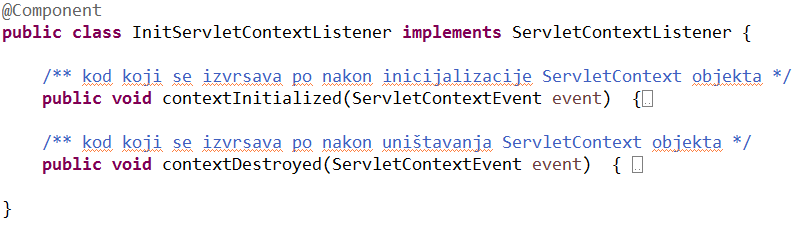 @Component
public class InitServletContextListener implements ServletContextListener {
/** kod koji se izvrsava po nakon inicijalizacije ServletContext objekta */
public void contextInitialized(ServletContextEvent event) {..
/** kod koji se izvrsava po nakon uništavanja ServletContext objekta */
public void contextDestroyed(ServletContextEvent event) { ..
}